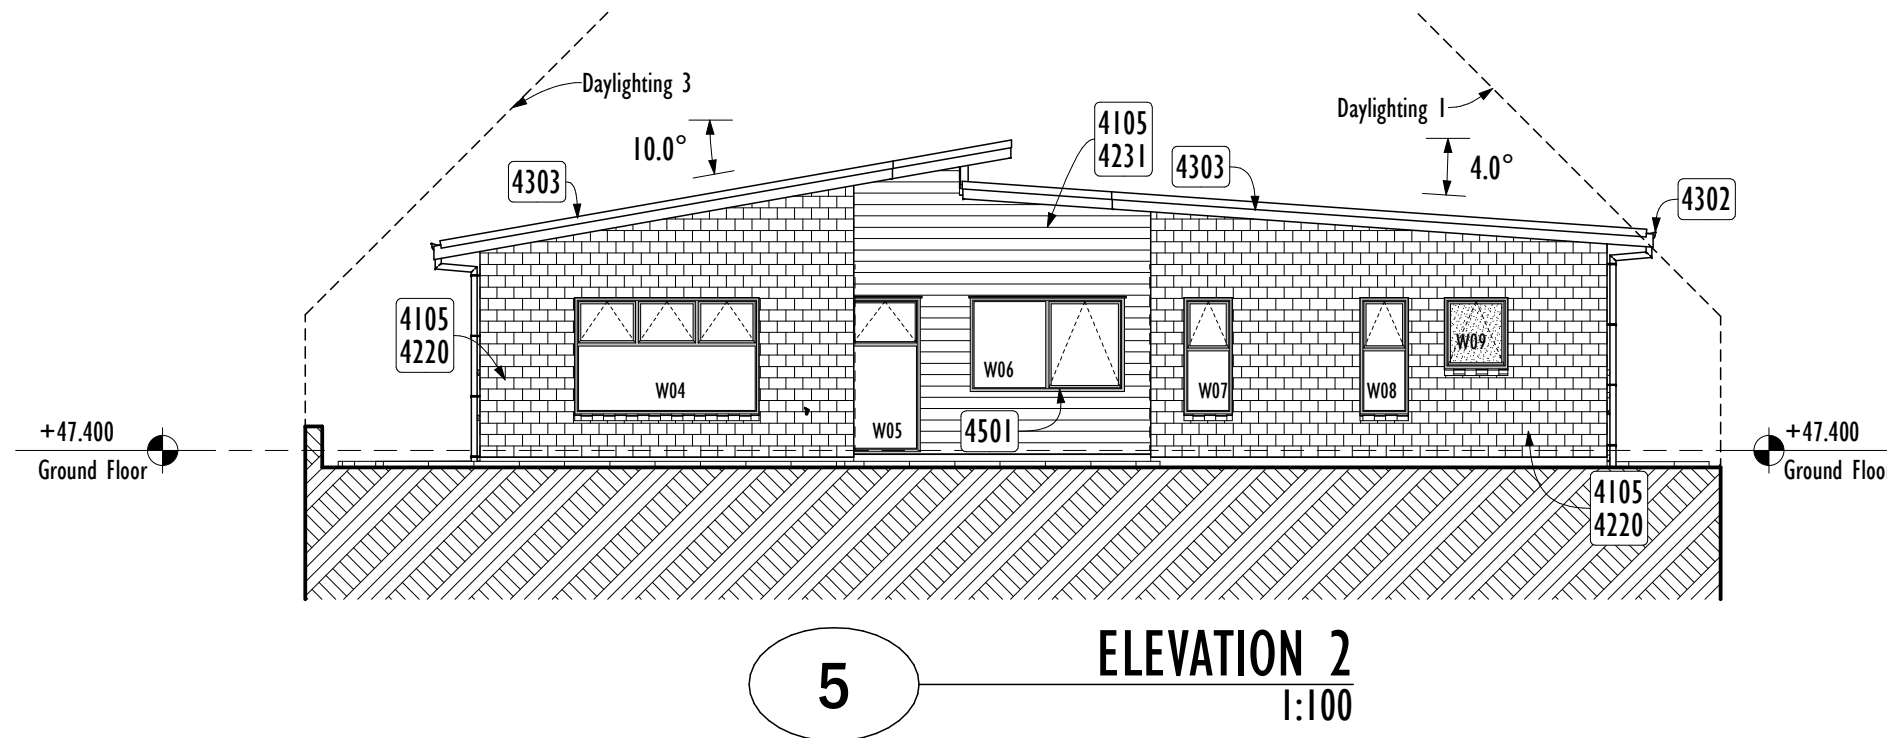 Daylighting 3
Daylighting 1
10.0°
4105
4231
4303
4303
4.0°
4302
4105
4220
W04
W05
W06
W07
W08
W09
4501
+47.400
Ground Floor
+47.400
Ground Floo
4105
4220
5
ELEVATION 2
1:100